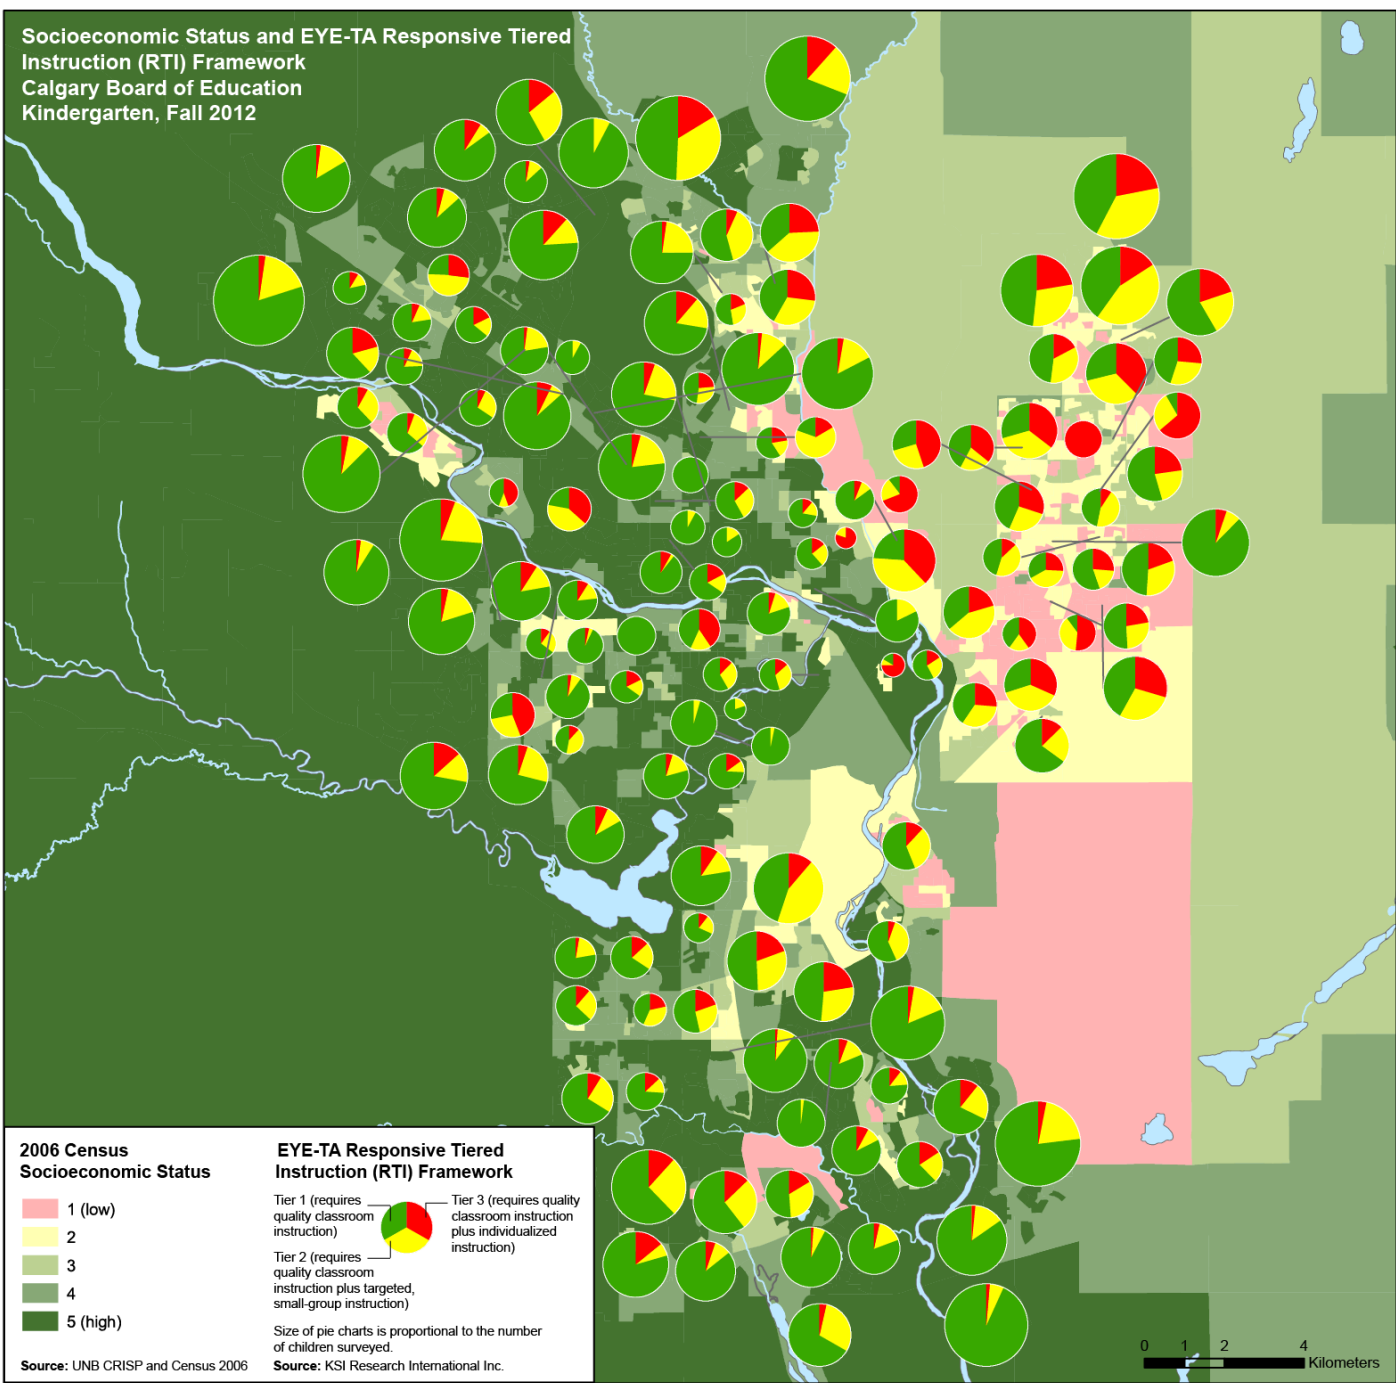 Socioeconomic Status and EYE-TA Responsive Tiered
Instruction (RTI) Framework
Calgary Board of Education
Kindergarten, Fall 2012
2006 Census
Socioeconomic Status
1 (low)
2
3
4
5 (high)
Source: UNB CRISP and Census 2006
EYE-TA Responsive Tiered
Instruction (RTI) Framework
Tier 1 (requires
quality classroom
instruction)
Tier 2 (requires
quality classroom
instruction plus targeted,
small-group instruction)
Tier 3 (requires quality
classroom instruction
plus individualized
instruction)
Size of pie charts is proportional to the number
of children surveyed.
Source: KSI Research International Inc.
0 1 2 4
Kilometers